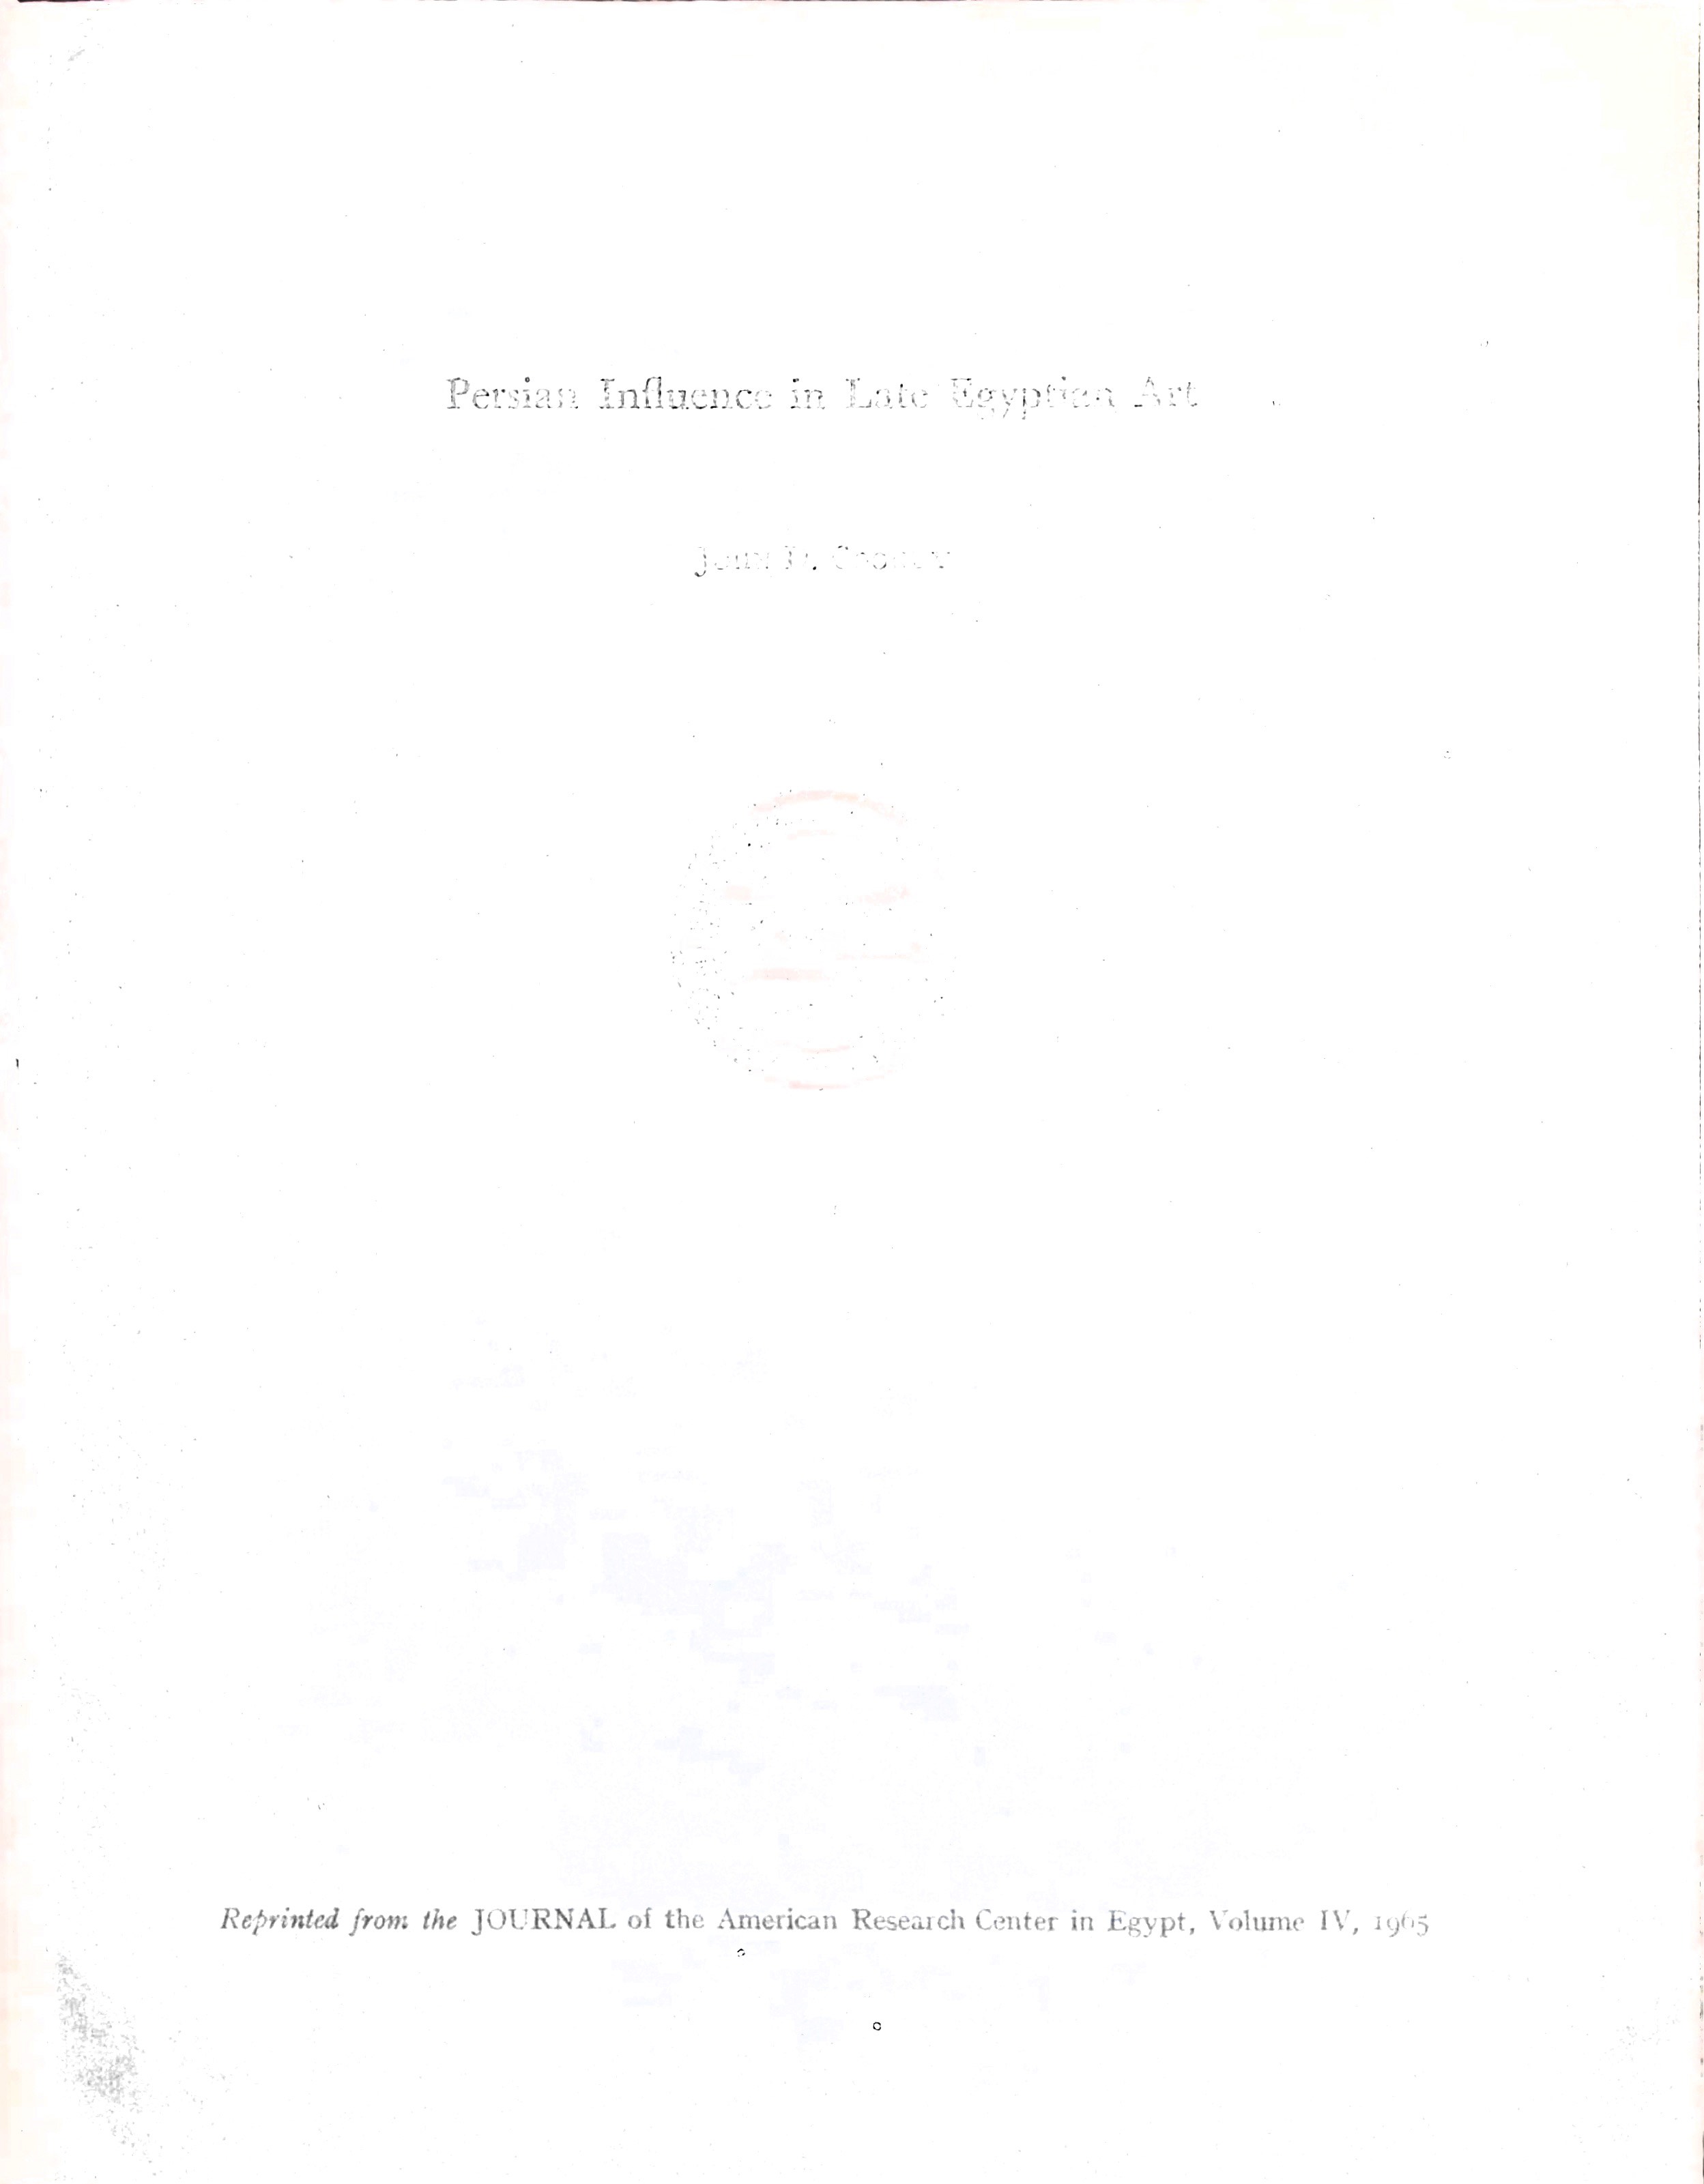 Persian Influence in Late Egyptian Art
John D. Cooney
Reprinted from the JOURNAL of the American Research Center in Egypt, Volume IV, 1965